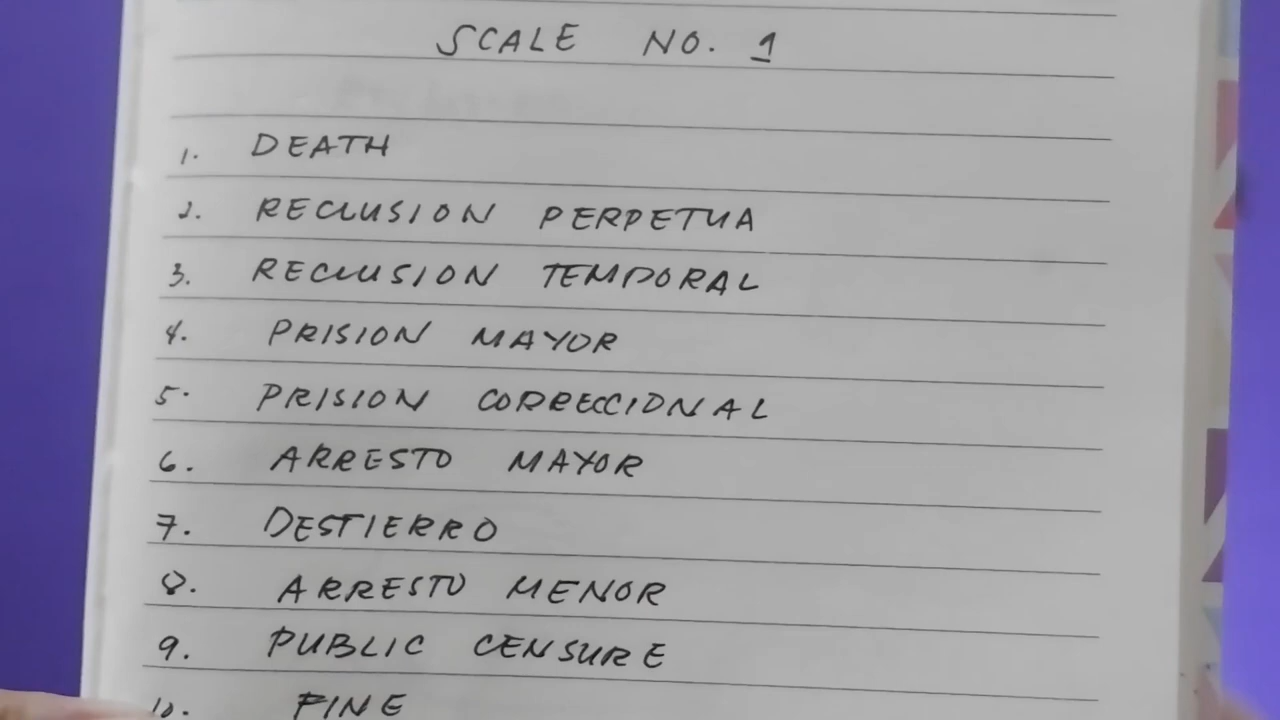 SCALE NO. 1
1. DEATH
2. RECLUSION PERPETUA
3. RECLUSION TEMPORAL
4. PRISION MAYOR
5. PRISION CORRECCIONAL
6. ARRESTO MAYOR
7. DESTIERRO
8. ARRESTO MENOR
9. PUBLIC CENSURE
10. FINE